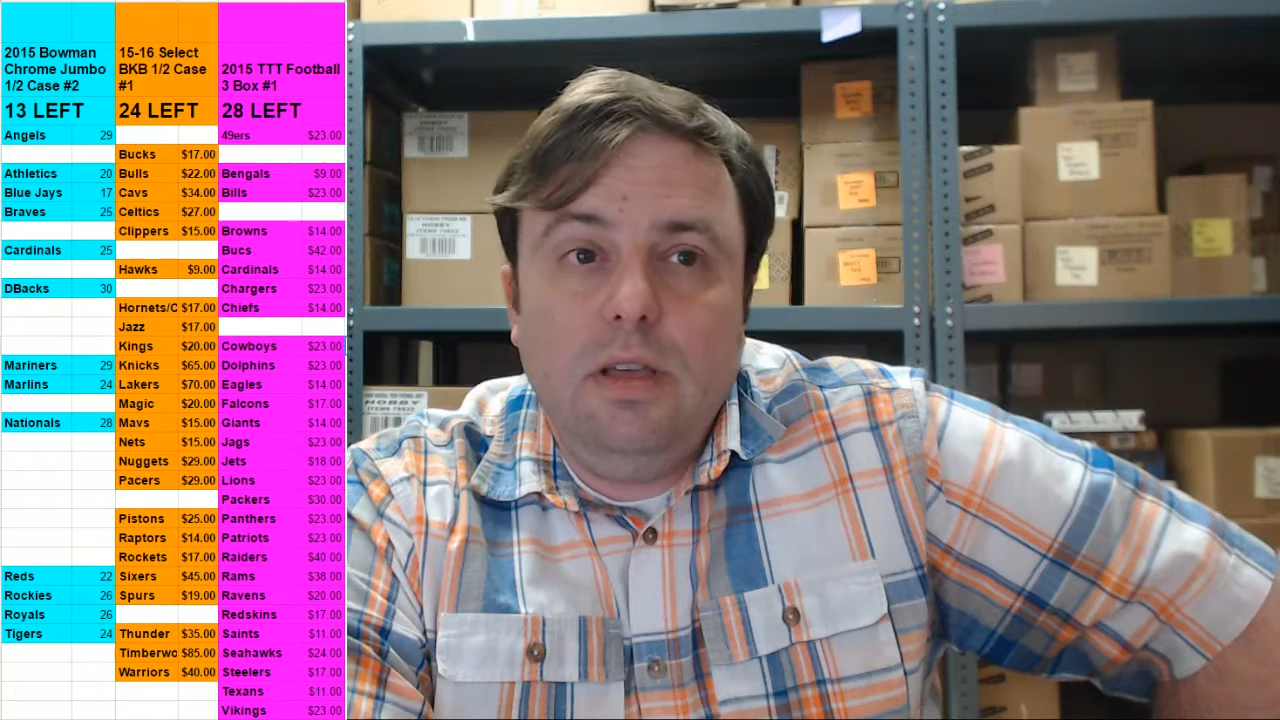 2015 Bowman
Chrome Jumbo
1/2 Case #2
13 LEFT
Angels 29
Athletics 20
Blue Jays 17
Braves 25
Cardinals 25
DBacks 30
Mariners 29
Marlins 24
Nationals 28
Reds 22
Rockies 26
Royals 26
Tigers 24
15-16 Select
BKB 1/2 Case
#1
24 LEFT
Bucks $17.00
Bulls $22.00
Cavs $34.00
Celtics $27.00
Clippers $15.00
Hawks $9.00
Hornets/C $17.00
Jazz $17.00
Kings $20.00
Knicks $65.00
Lakers $70.00
Magic $20.00
Mavs $15.00
Nets $15.00
Nuggets $29.00
Pacers $29.00
Pistons $25.00
Raptors $14.00
Rockets $17.00
Sixers $45.00
Spurs $19.00
Thunder $35.00
Timberwo $85.00
Warriors $40.00
2015 TTT Football
3 Box #1
28 LEFT
49ers $23.00
Bengals $9.00
Bills $23.00
Browns $14.00
Bucs $42.00
Cardinals $14.00
Chargers $23.00
Chiefs $14.00
Cowboys $23.00
Dolphins $23.00
Eagles $14.00
Falcons $17.00
Giants $14.00
Jags $23.00
Jets $18.00
Lions $23.00
Packers $30.00
Panthers $23.00
Patriots $23.00
Raiders $40.00
Rams $38.00
Ravens $20.00
Redskins $17.00
Saints $11.00
Seahawks $24.00
Steelers $17.00
Texans $11.00
Vikings $23.00
HOBBY
HOBBY
HOBBY